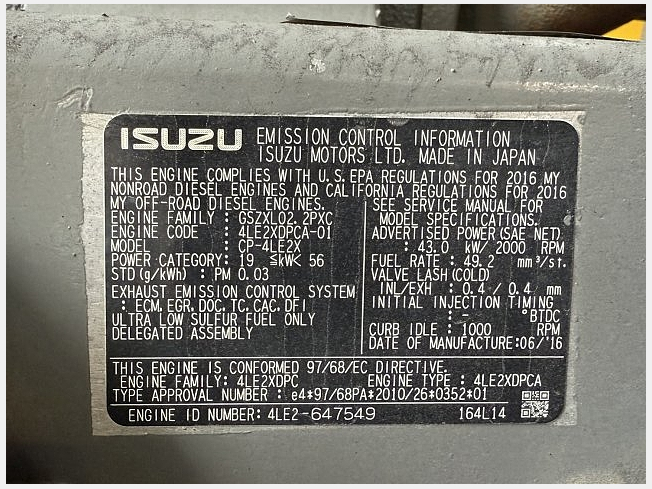 ISUZU EMISSION CONTROL INFORMATION
ISUZU MOTORS LTD. MADE IN JAPAN
THIS ENGINE COMPLIES WITH U.S. EPA REGULATIONS FOR 2016 MY
NONROAD DIESEL ENGINES AND CALIFORNIA REGULATIONS FOR 2016
MY OFF-ROAD DIESEL ENGINES.
ENGINE FAMILY : GSZXL02.2PXC
ENGINE CODE : 4LE2XDPCA-01
MODEL : CP-4LE2X
POWER CATEGORY: 19 ≦kW< 56
STD (g/kWh) : PM 0.03
EXHAUST EMISSION CONTROL SYSTEM
: ECM, EGR, DOC, TC, CAC, DFI
ULTRA LOW SULFUR FUEL ONLY
DELEGATED ASSEMBLY
SEE SERVICE MANUAL FOR
MODEL SPECIFICATIONS.
ADVERTISED POWER(SAE NET)
: 43.0 kW/ 2000 RPM
FUEL RATE : 49.2 mm³/st.
VALVE LASH(COLD)
INL/EXH : 0.4 / 0.4 mm
INITIAL INJECTION TIMING
: - °BTDC
CURB IDLE : 1000 RPM
DATE OF MANUFACTURE:06/'16
THIS ENGINE IS CONFORMED 97/68/EC DIRECTIVE.
ENGINE FAMILY: 4LE2XDPC ENGINE TYPE : 4LE2XDPCA
TYPE APPROVAL NUMBER : e4*97/68PA*2010/26*0352*01
ENGINE ID NUMBER: 4LE2-647549 164L14